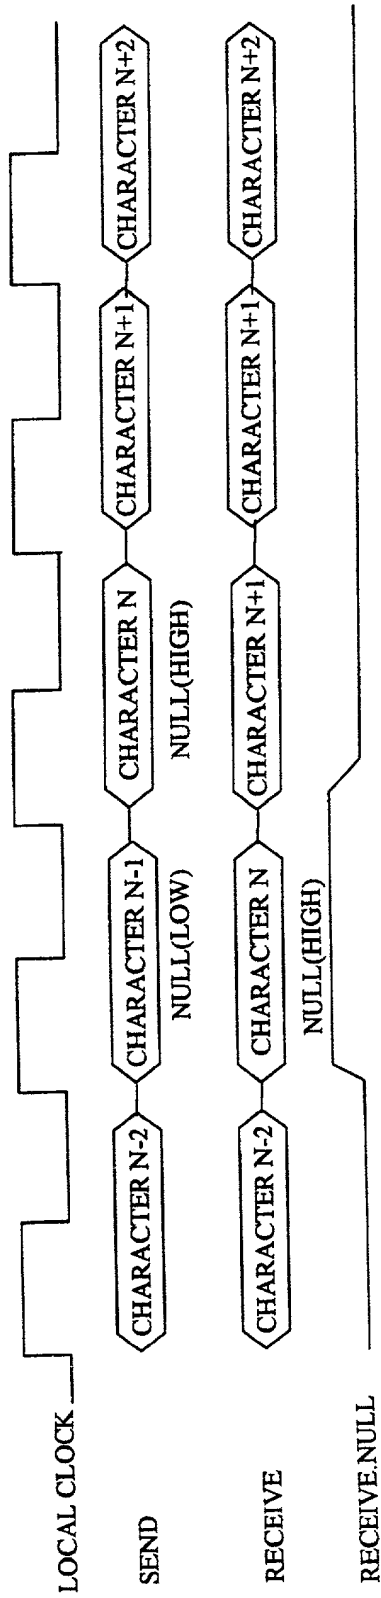 LOCAL CLOCK
SEND
CHARACTER N-2
CHARACTER N-1
CHARACTER N
CHARACTER N+1
CHARACTER N+2
NULL(LOW)
NULL(HIGH)
RECEIVE
CHARACTER N-2
CHARACTER N
CHARACTER N+1
CHARACTER N+1
CHARACTER N+2
NULL(HIGH)
RECEIVE.NULL